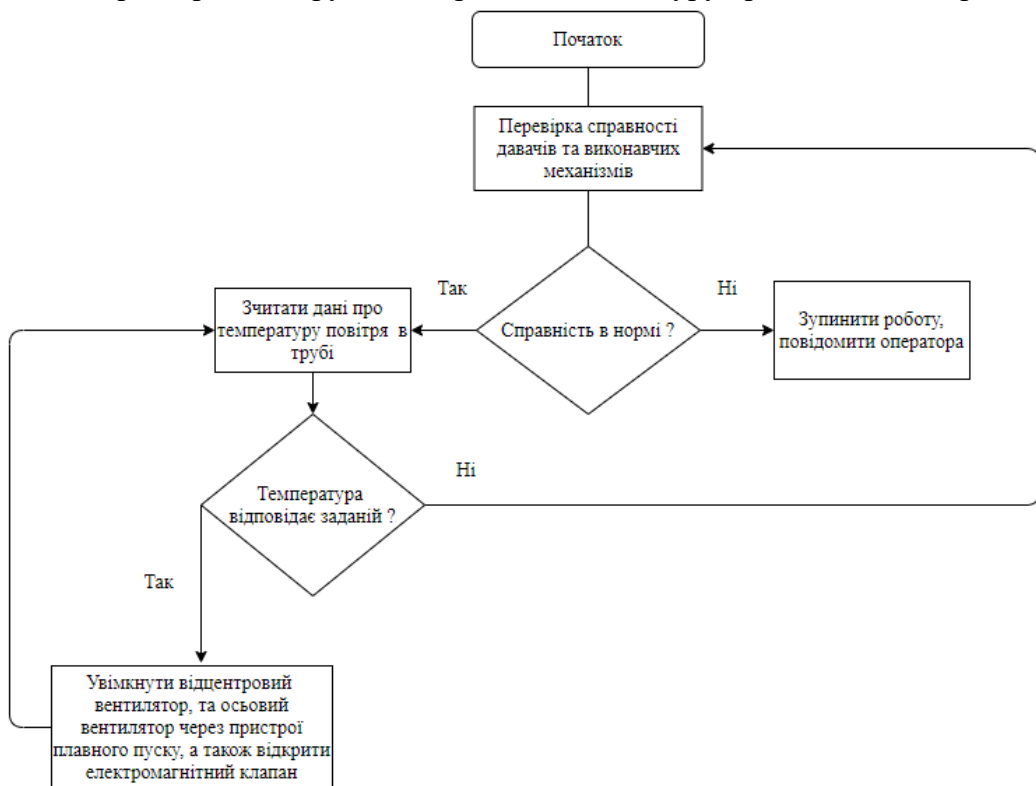 Початок
Перевірка справності
давачів та виконавчих
механізмів
Так
Ні
Зчитати дані про
температуру повітря в
трубі
Справність в нормі ?
Зупинити роботу,
повідомити оператора
Ні
Температура
відповідає заданій ?
Так
Увімкнути відцентровий
вентилятор, та осьовий
вентилятор через пристрої
плавного пуску, а також відкрити
електромагнітний клапан